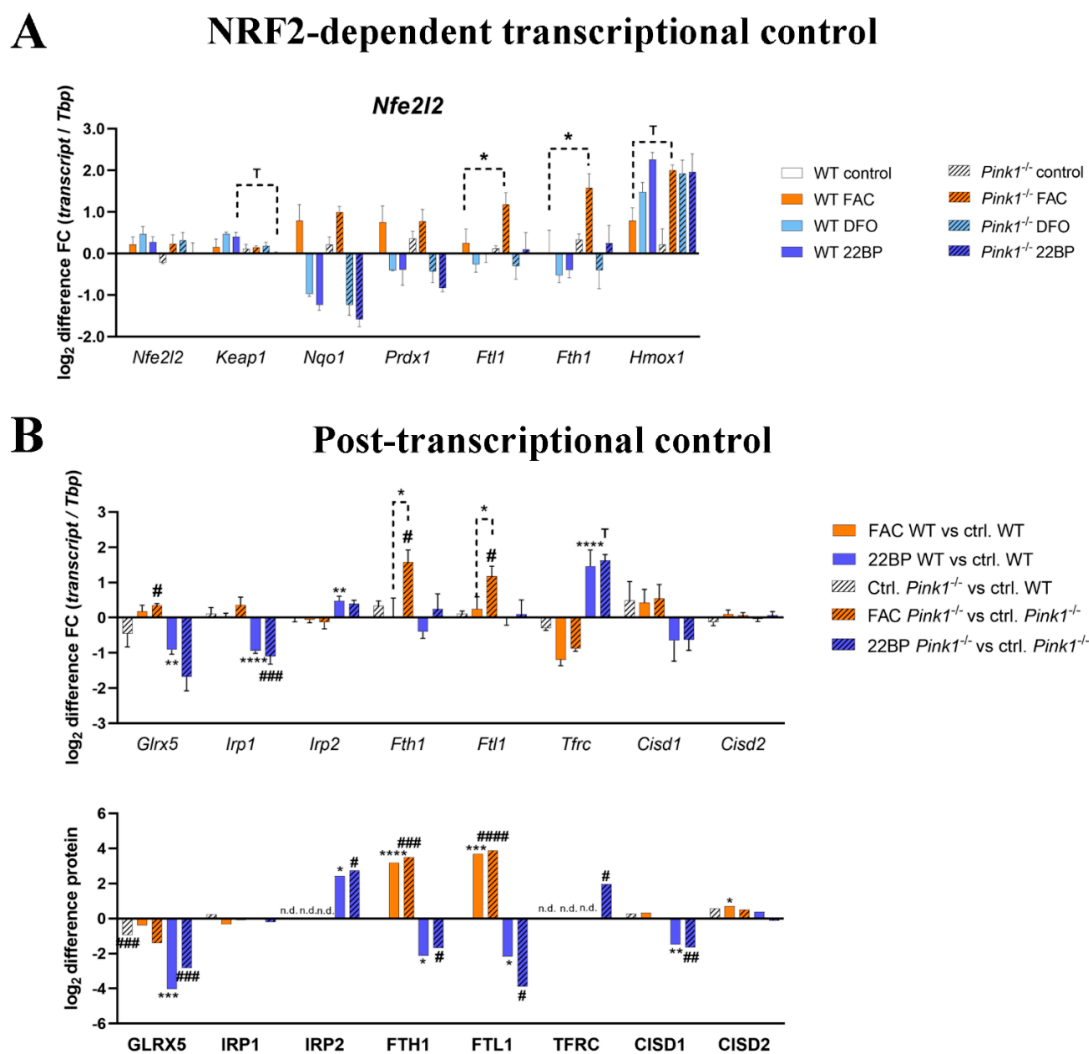 A
NRF2-dependent transcriptional control
Nfe2l2
log2 difference FC (transcript / Tbp)
3.0
2.0
1.0
0.0
-1.0
-2.0
T
*
*
T
Nfe2l2 Keap1 Nqo1 Prdx1 Ftl1 Fth1 Hmox1
WT control
WT FAC
WT DFO
WT 22BP
Pink1-/- control
Pink1-/- FAC
Pink1-/- DFO
Pink1-/- 22BP
B
Post-transcriptional control
log2 difference FC (transcript / Tbp)
3
2
1
0
-1
-2
-3
#
**
****
###
**
*
#
*
#
****
T
Glrx5 Irp1 Irp2 Fth1 Ftl1 Tfrc Cisd1 Cisd2
FAC WT vs ctrl. WT
22BP WT vs ctrl. WT
Ctrl. Pink1-/- vs ctrl. WT
FAC Pink1-/- vs ctrl. Pink1-/-
22BP Pink1-/- vs ctrl. Pink1-/-
log2 difference protein
6
4
2
0
-2
-4
-6
###
***
###
n.d. n.d. n.d.
*
#
****
###
*
#
***
####
*
#
n.d. n.d. n.d.
#
**
##
*
GLRX5 IRP1 IRP2 FTH1 FTL1 TFRC CISD1 CISD2